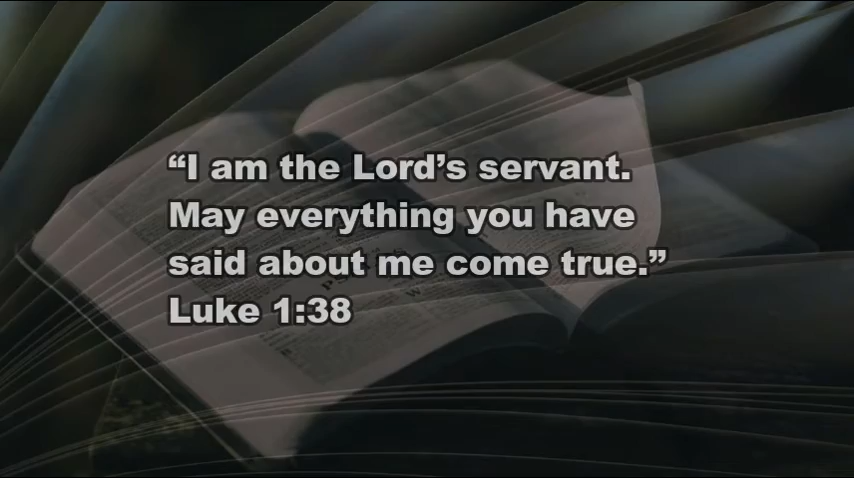 “I am the Lord’s servant.
May everything you have
said about me come true.”
Luke 1:38